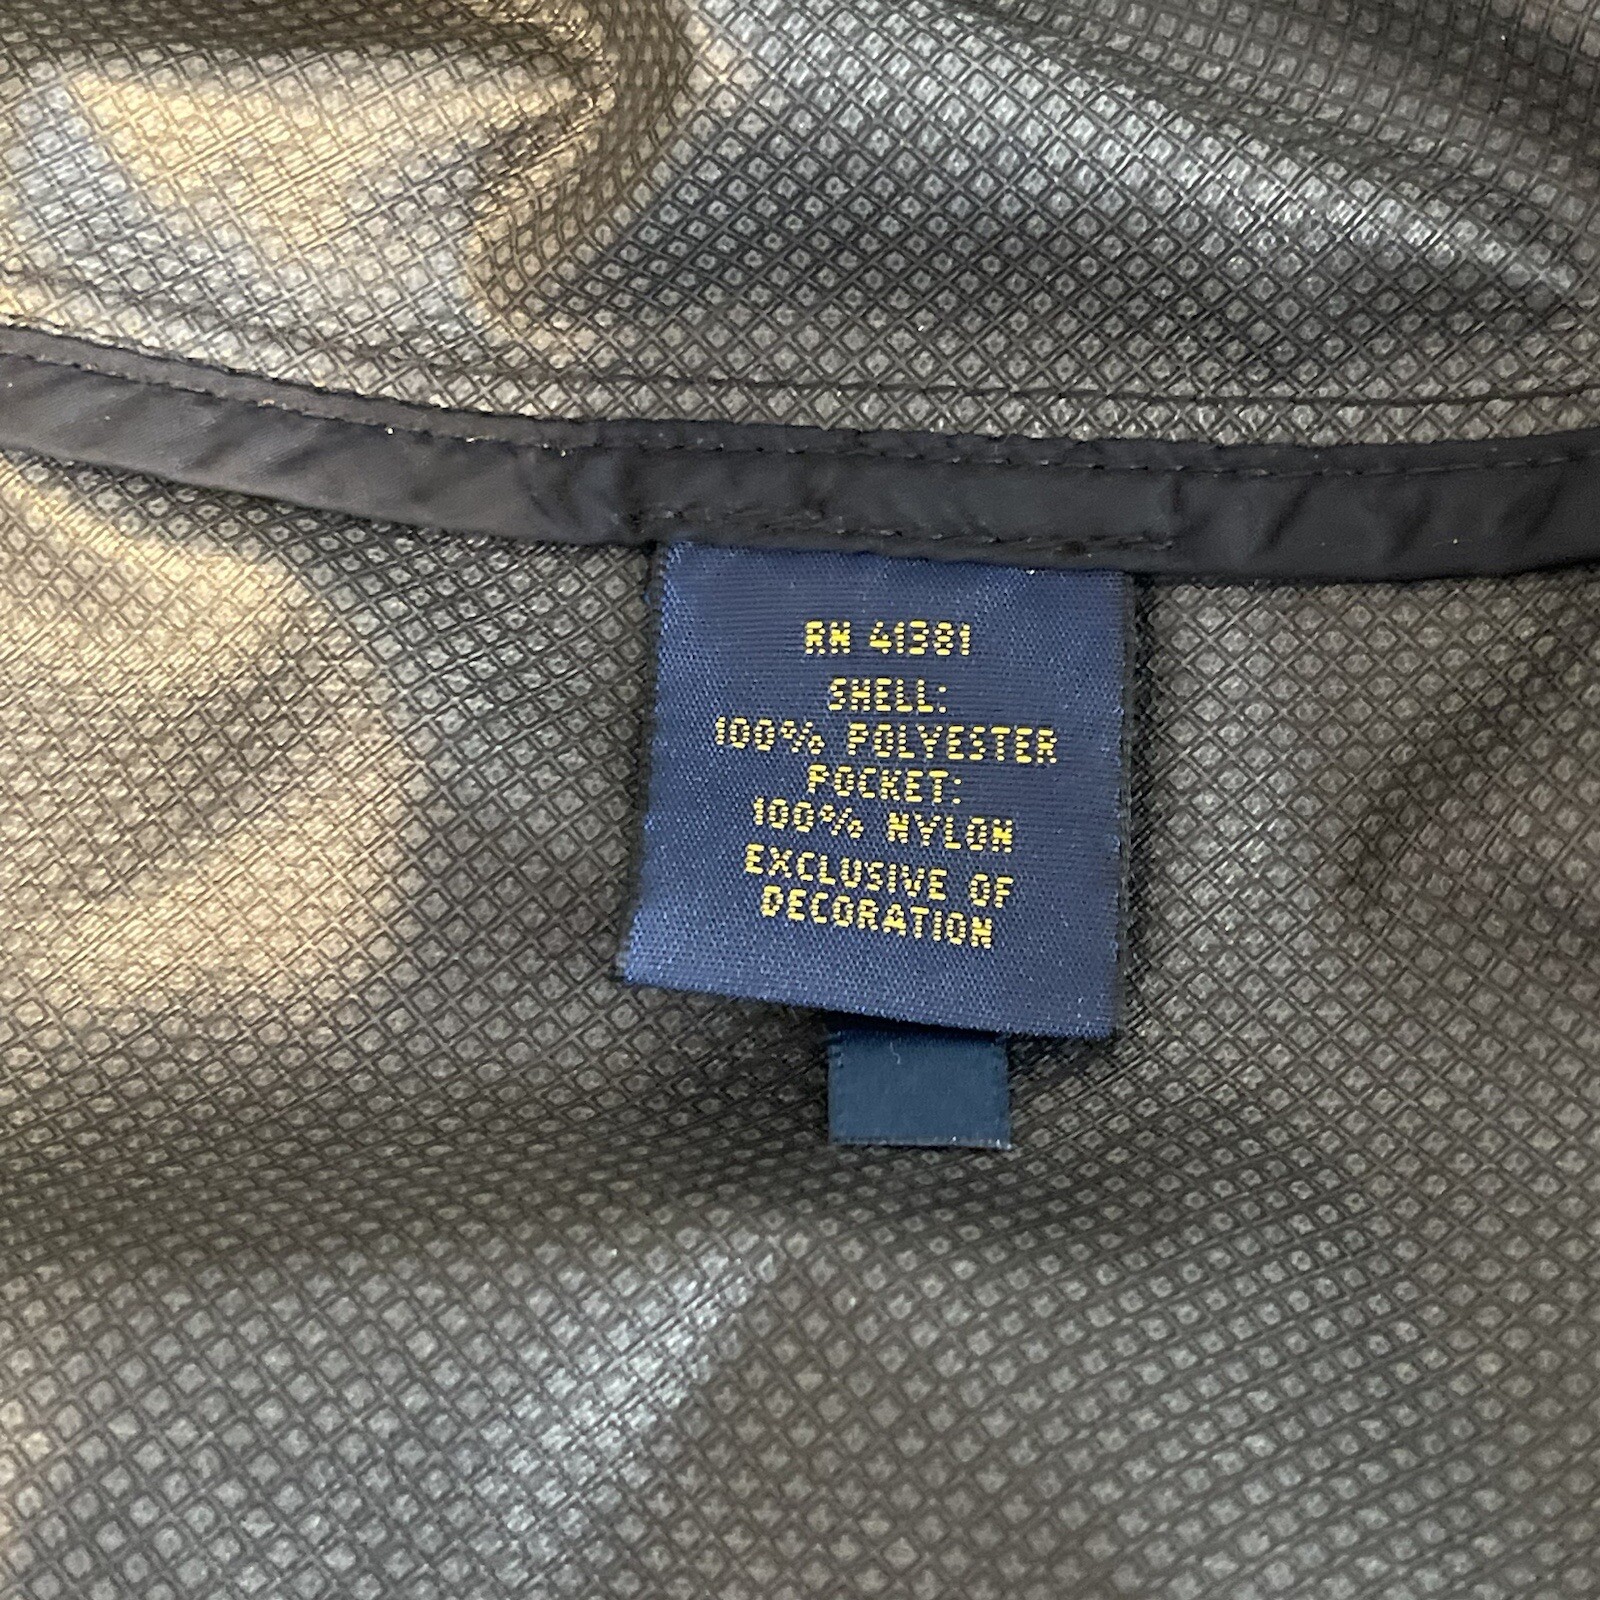 RN 41381
SHELL:
100% POLYESTER
POCKET:
100% NYLON
EXCLUSIVE OF
DECORATION